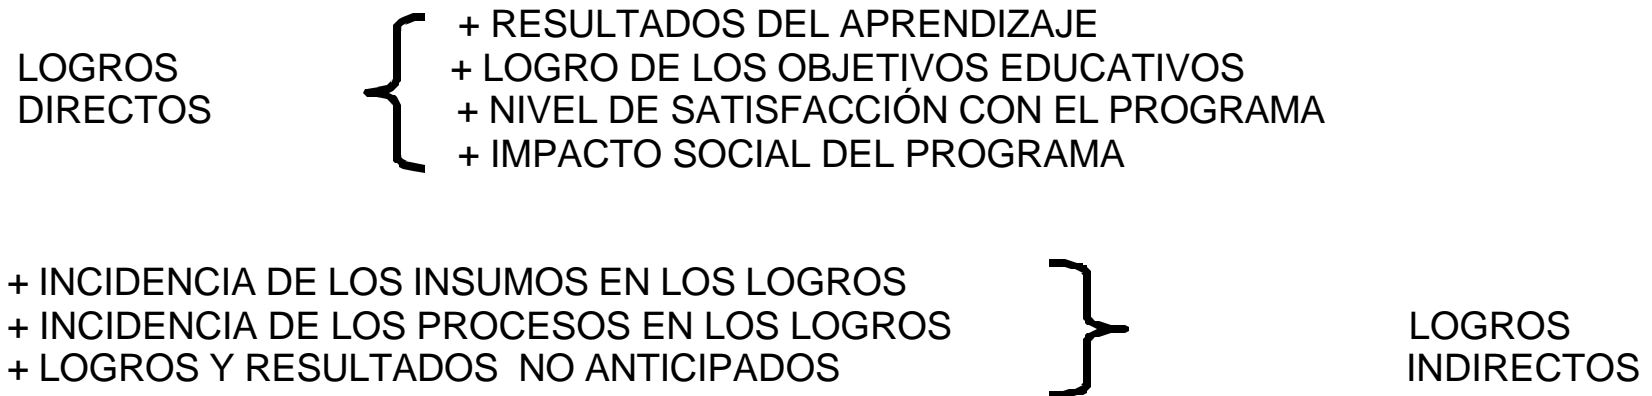 + RESULTADOS DEL APRENDIZAJE
LOGROS + LOGRO DE LOS OBJETIVOS EDUCATIVOS
DIRECTOS + NIVEL DE SATISFACCIÓN CON EL PROGRAMA
+ IMPACTO SOCIAL DEL PROGRAMA
+ INCIDENCIA DE LOS INSUMOS EN LOS LOGROS
+ INCIDENCIA DE LOS PROCESOS EN LOS LOGROS LOGROS
+ LOGROS Y RESULTADOS NO ANTICIPADOS INDIRECTOS